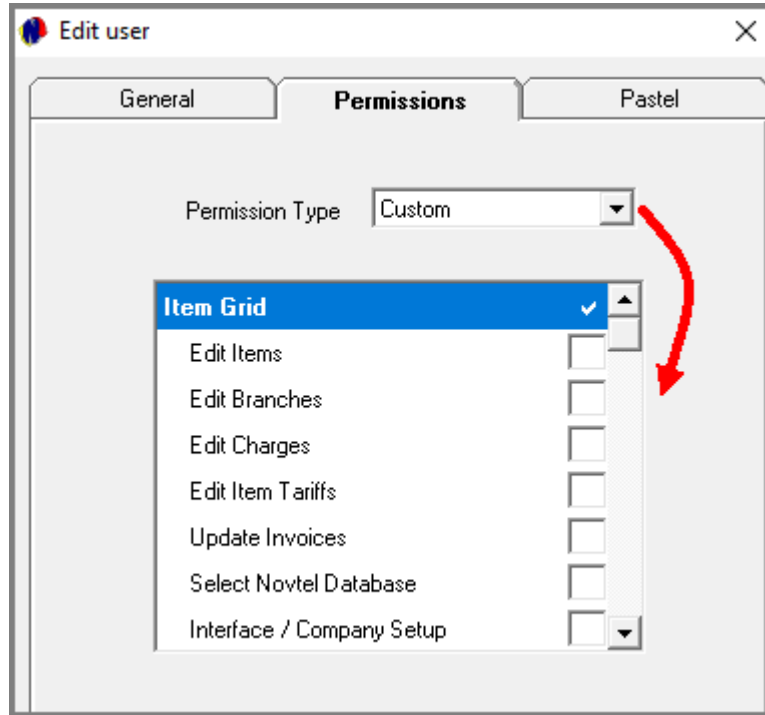 Edit user
General Permissions Pastel
Permission Type Custom
Item Grid
Edit Items
Edit Branches
Edit Charges
Edit Item Tariffs
Update Invoices
Select Novtel Database
Interface / Company Setup